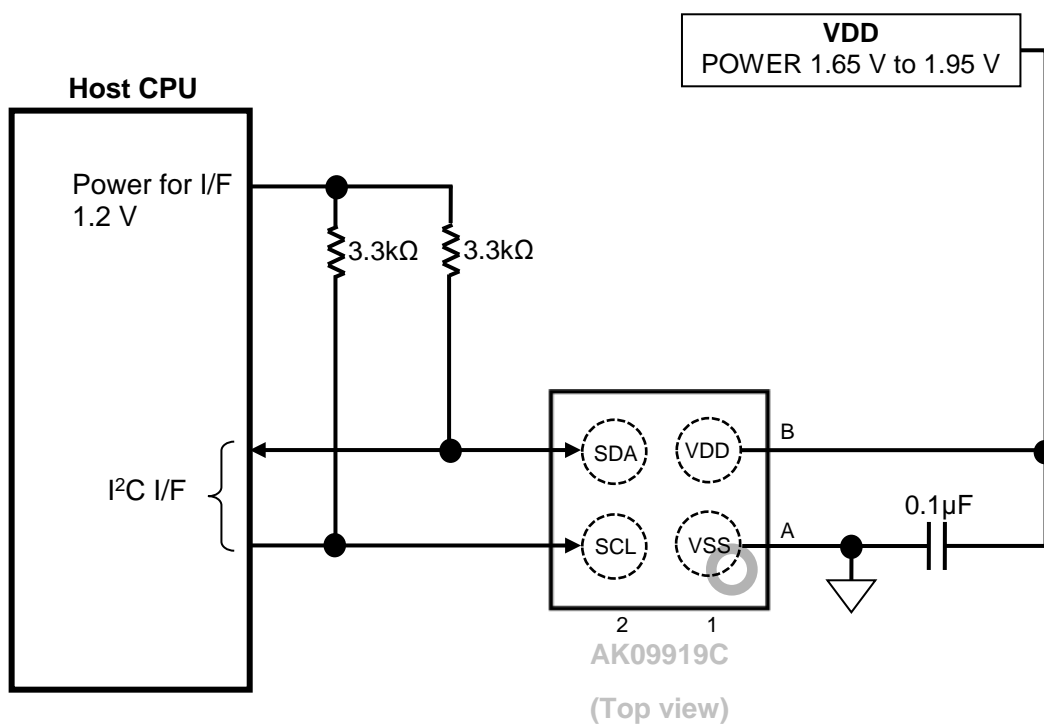 VDD
POWER 1.65 V to 1.95 V
Host CPU
Power for I/F
1.2 V
3.3kΩ
3.3kΩ
I²C I/F
SDA
VDD
B
SCL
VSS
A
0.1µF
2
1
AK09919C
(Top view)